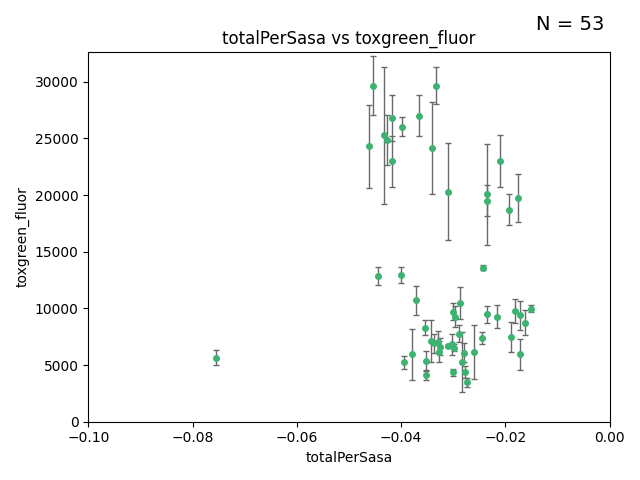 N = 53
totalPerSasa vs toxgreen_fluor
toxgreen_fluor
30000
25000
20000
15000
10000
5000
0
−0.10 −0.08 −0.06 −0.04 −0.02 0.00
totalPerSasa